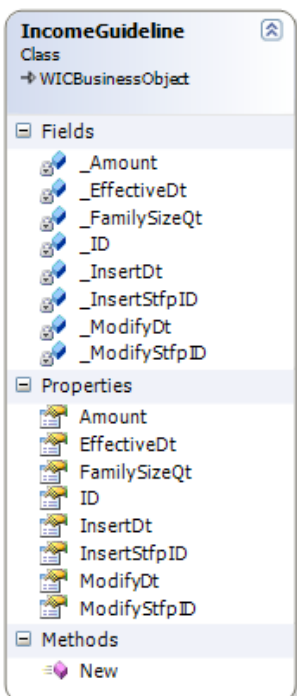 IncomeGuideline
Class
WICBusinessObject
Fields
_Amount
_EffectiveDt
_FamilySizeQt
_ID
_InsertDt
_InsertStfpID
_ModifyDt
_ModifyStfpID
Properties
Amount
EffectiveDt
FamilySizeQt
ID
InsertDt
InsertStfpID
ModifyDt
ModifyStfpID
Methods
New